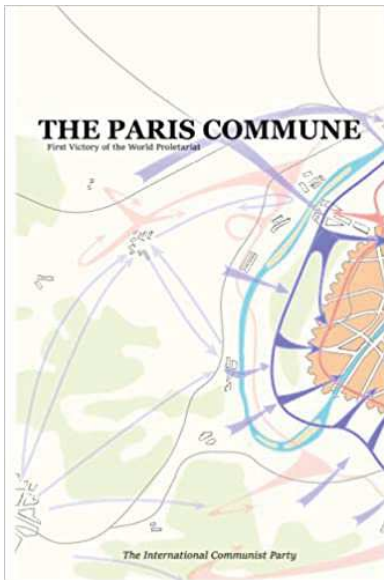 THE PARIS COMMUNE
First Victory of the World Proletariat
The International Communist Party